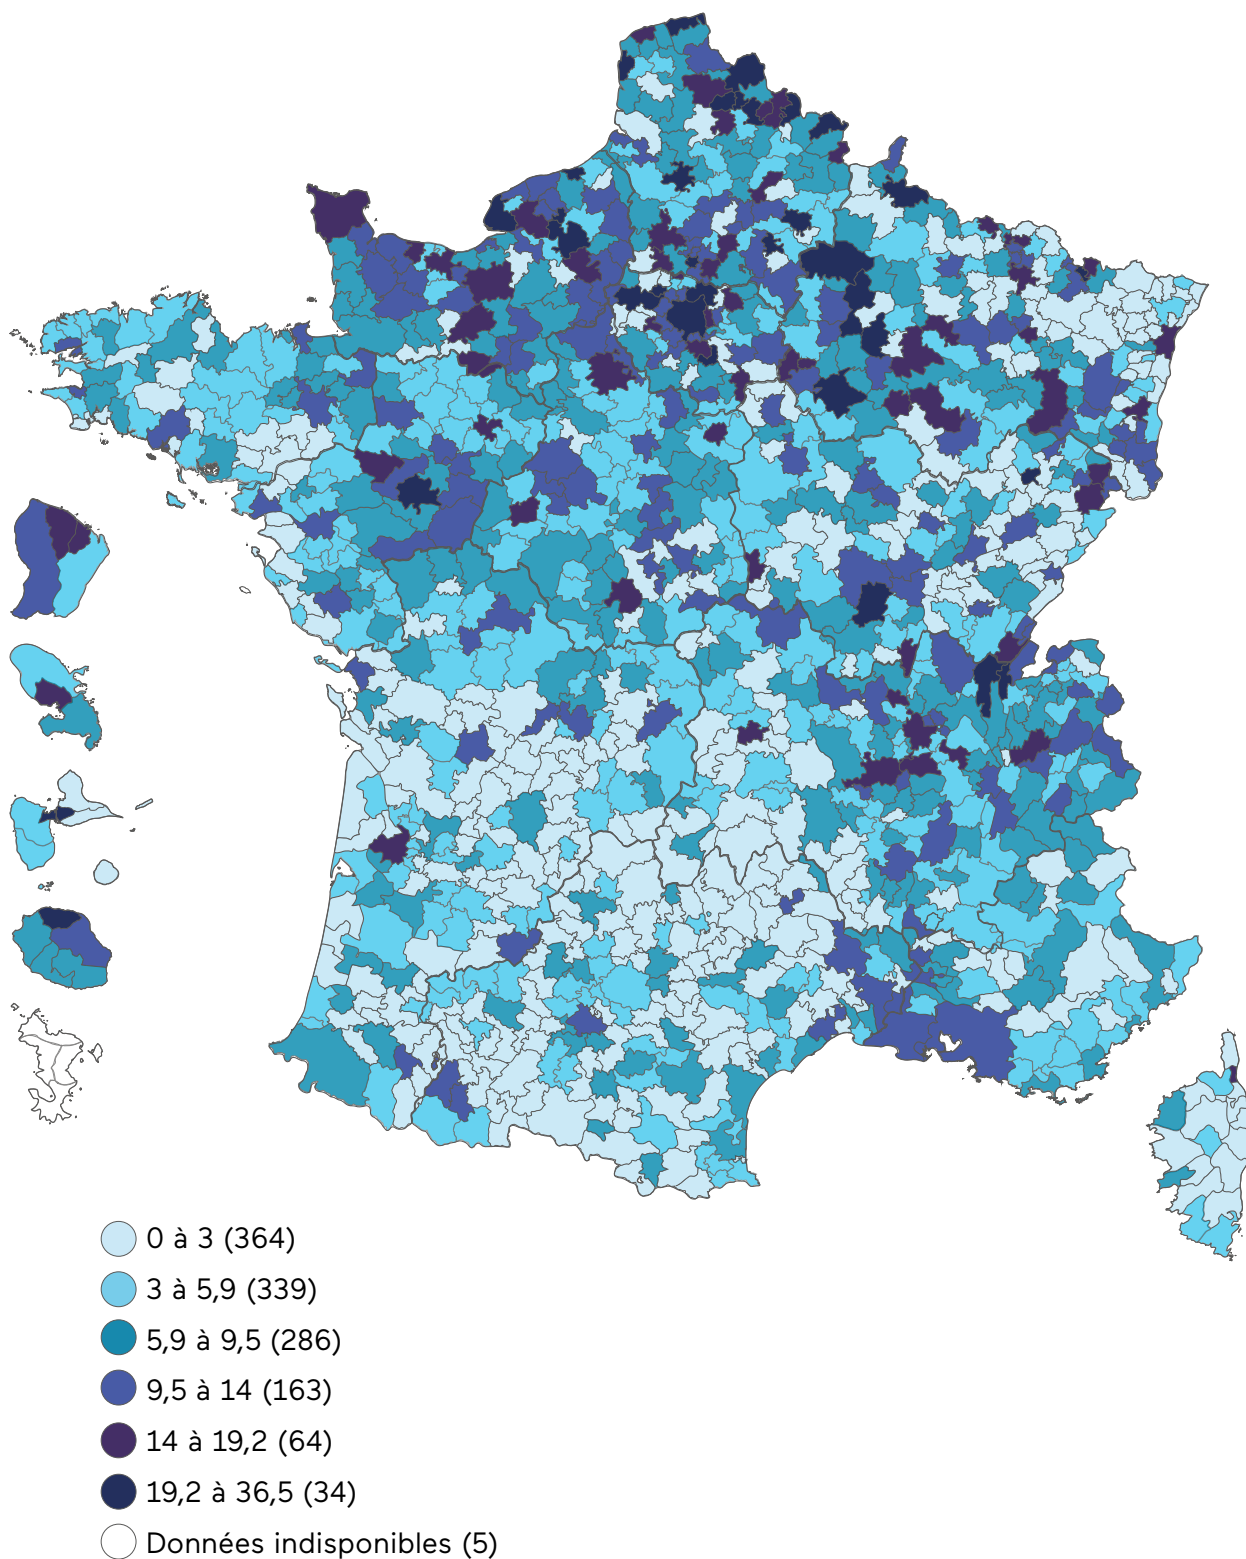 0 à 3 (364)
3 à 5,9 (339)
5,9 à 9,5 (286)
9,5 à 14 (163)
14 à 19,2 (64)
19,2 à 36,5 (34)
Données indisponibles (5)